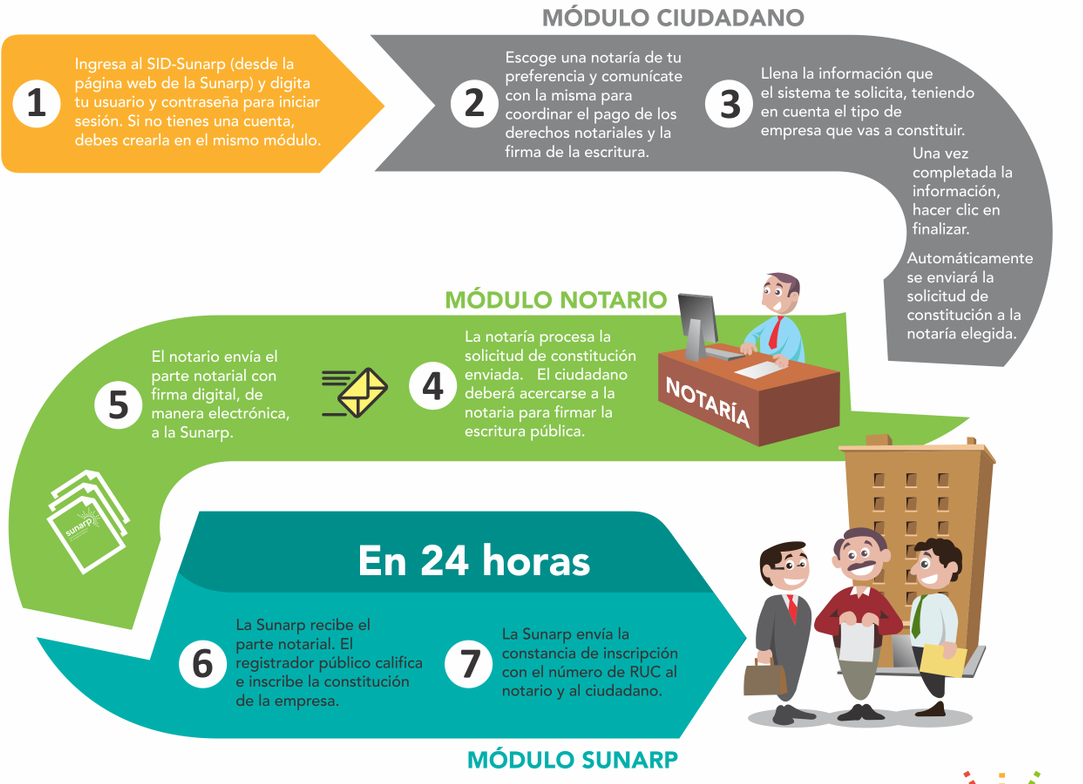 MÓDULO CIUDADANO
1
Ingresa al SID-Sunarp (desde la
página web de la Sunarp) y digita
tu usuario y contraseña para iniciar
sesión. Si no tienes una cuenta,
debes crearla en el mismo módulo.
2
Escoge una notaría de tu
preferencia y comunícate
con la misma para
coordinar el pago de los
derechos notariales y la
firma de la escritura.
3
Llena la información que
el sistema te solicita, teniendo
en cuenta el tipo de
empresa que vas a constituir.
Una vez
completada la
información,
hacer clic en
finalizar.
Automáticamente
se enviará la
solicitud de
constitución a la
notaría elegida.
MÓDULO NOTARIO
NOTARÍA
4
La notaría procesa la
solicitud de constitución
enviada. El ciudadano
deberá acercarse a la
notaria para firmar la
escritura pública.
5
El notario envía el
parte notarial con
firma digital, de
manera electrónica,
a la Sunarp.
sunarp
En 24 horas
6
La Sunarp recibe el
parte notarial. El
registrador público califica
e inscribe la constitución
de la empresa.
7
La Sunarp envía la
constancia de inscripción
con el número de RUC al
notario y al ciudadano.
MÓDULO SUNARP